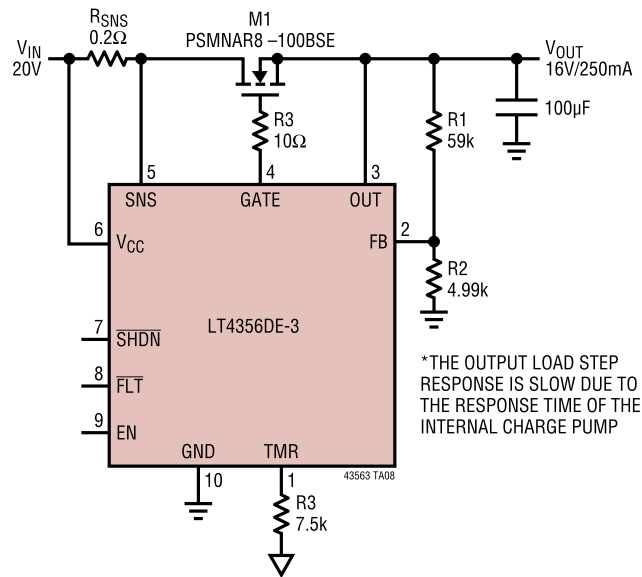 RSNS
0.2Ω
M1
PSMNAR8 –100BSE
VIN
20V
VOUT
16V/250mA
100µF
R3
10Ω
R1
59k
5
4
3
SNS
GATE
OUT
6
VCC
2
FB
R2
4.99k
LT4356DE-3
7
SHDN
8
FLT
9
EN
*THE OUTPUT LOAD STEP
RESPONSE IS SLOW DUE TO
THE RESPONSE TIME OF THE
INTERNAL CHARGE PUMP
GND
TMR
10
1
43563 TA08
R3
7.5k